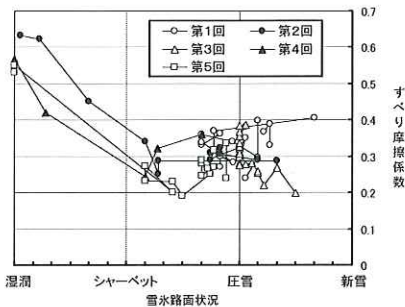 第1回 第2回
第3回 第4回
第5回
0.7
0.6
0.5
0.4
0.3
0.2
0.1
0
すべり摩擦係数
湿潤 シャーベット 圧雪 新雪
雪氷路面状況